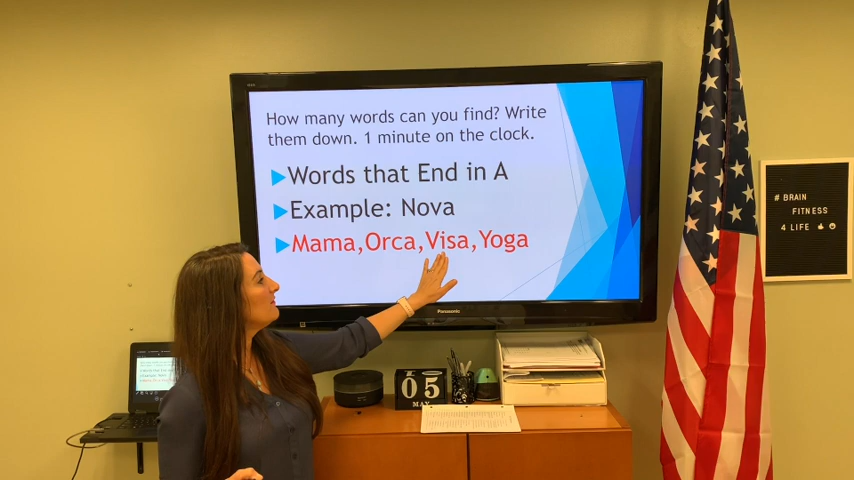 How many words can you find? Write
them down. 1 minute on the clock.
Words that End in A
Example: Nova
Mama,Orca,Visa,Yoga
Panasonic
# BRAIN
FITNESS
4 LIFE
05
MAY